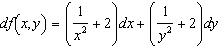 df(x,y) = (1/x² + 2)dx + (1/y² + 2)dy